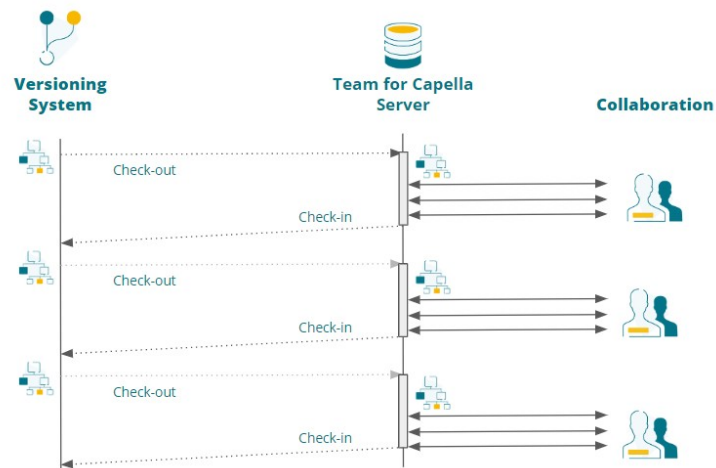 Versioning
System
Team for Capella
Server
Collaboration
Check-out
Check-in
Check-out
Check-in
Check-out
Check-in